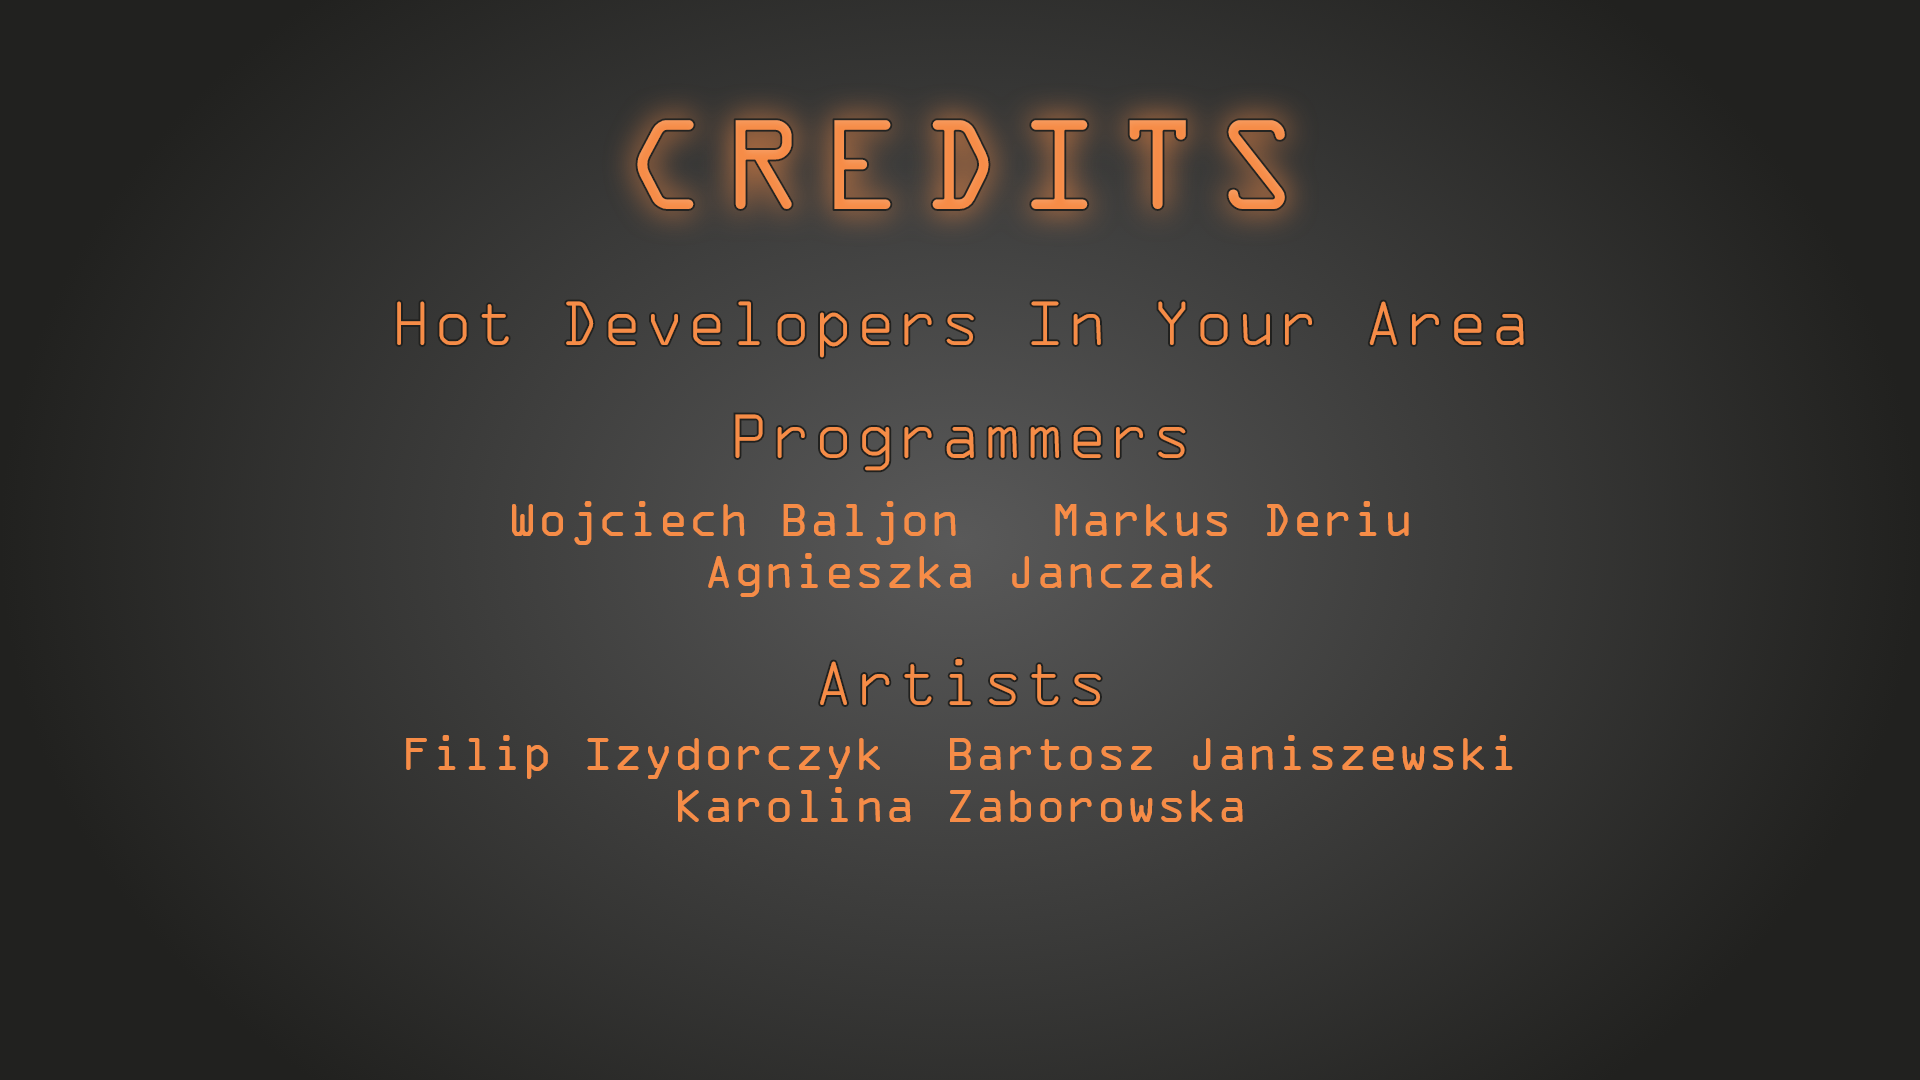 CREDITS
Hot Developers In Your Area
Programmers
Wojciech Baljon Markus Deriu
Agnieszka Janczak
Artists
Filip Izydorczyk Bartosz Janiszewski
Karolina Zaborowska